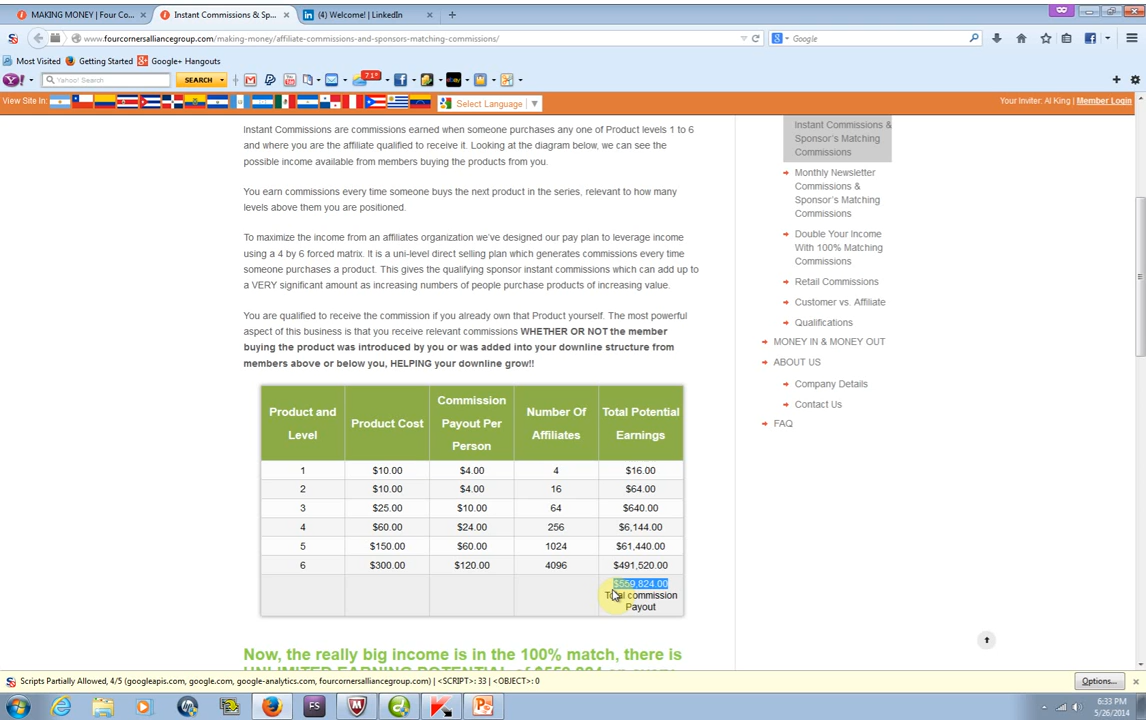 MAKING MONEY | Four Co...
Instant Commissions & Sp...
(4) Welcome! | LinkedIn
www.fourcornersalliancegroup.com/making-money/affiliate-commissions-and-sponsors-matching-commissions/
Google
Most Visited
Getting Started
Google+ Hangouts
Yahoo! Search
SEARCH
71°
View Site In:
Select Language
Your Inviter: Al King | Member Login
Instant Commissions are commissions earned when someone purchases any one of Product levels 1 to 6
and where you are the affiliate qualified to receive it. Looking at the diagram below, we can see the
possible income available from members buying the products from you.
You earn commissions every time someone buys the next product in the series, relevant to how many
levels above them you are positioned.
To maximize the income from an affiliates organization we've designed our pay plan to leverage income
using a 4 by 6 forced matrix. It is a uni-level direct selling plan which generates commissions every time
someone purchases a product. This gives the qualifying sponsor instant commissions which can add up to
a VERY significant amount as increasing numbers of people purchase products of increasing value.
You are qualified to receive the commission if you already own that Product yourself. The most powerful
aspect of this business is that you receive relevant commissions WHETHER OR NOT the member
buying the product was introduced by you or was added into your downline structure from
members above or below you, HELPING your downline grow!!
Product and Level Product Cost Commission Payout Per Person Number Of Affiliates Total Potential Earnings
1 $10.00 $4.00 4 $16.00
2 $10.00 $4.00 16 $64.00
3 $25.00 $10.00 64 $640.00
4 $60.00 $24.00 256 $6,144.00
5 $150.00 $60.00 1024 $61,440.00
6 $300.00 $120.00 4096 $491,520.00
$559,824.00
Total commission
Payout
Now, the really big income is in the 100% match, there is
UNLIMITED EARNING POTENTIAL of $559,824 on every
Instant Commissions &
Sponsor's Matching
Commissions
Monthly Newsletter
Commissions &
Sponsor's Matching
Commissions
Double Your Income
With 100% Matching
Commissions
Retail Commissions
Customer vs. Affiliate
Qualifications
MONEY IN & MONEY OUT
ABOUT US
Company Details
Contact Us
FAQ
Scripts Partially Allowed, 4/5 (googleapis.com, google.com, google-analytics.com, fourcornersalliancegroup.com) | <SCRIPT>: 33 | <OBJECT>: 0
Options...
FS
6:33 PM
5/26/2014